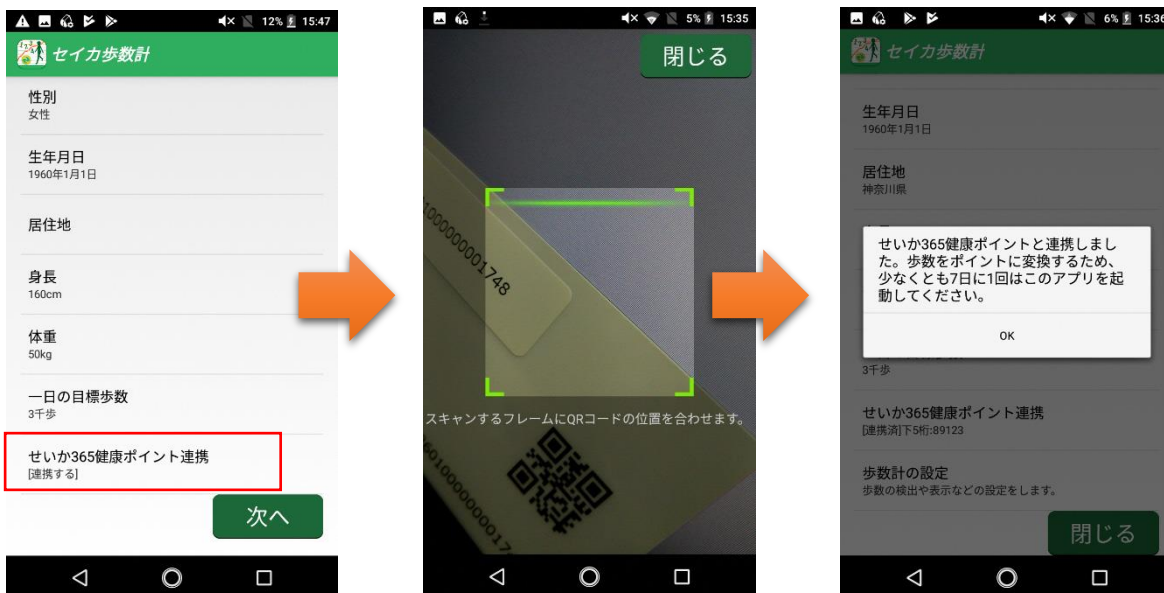 12% 15:47
セイカ歩数計
性別
女性
生年月日
1960年1月1日
居住地
身長
160cm
体重
50kg
一日の目標歩数
3千歩
せいか365健康ポイント連携
[連携する]
次へ
5% 15:35
閉じる
100000001748
スキャンするフレームにQRコードの位置を合わせます。
6% 15:36
セイカ歩数計
生年月日
1960年1月1日
居住地
神奈川県
せいか365健康ポイントと連携しまし
た。歩数をポイントに変換するため、
少なくとも7日に1回はこのアプリを起
動してください。
OK
3千歩
せいか365健康ポイント連携
[連携済]下5桁:89123
歩数計の設定
歩数の検出や表示などの設定をします。
閉じる